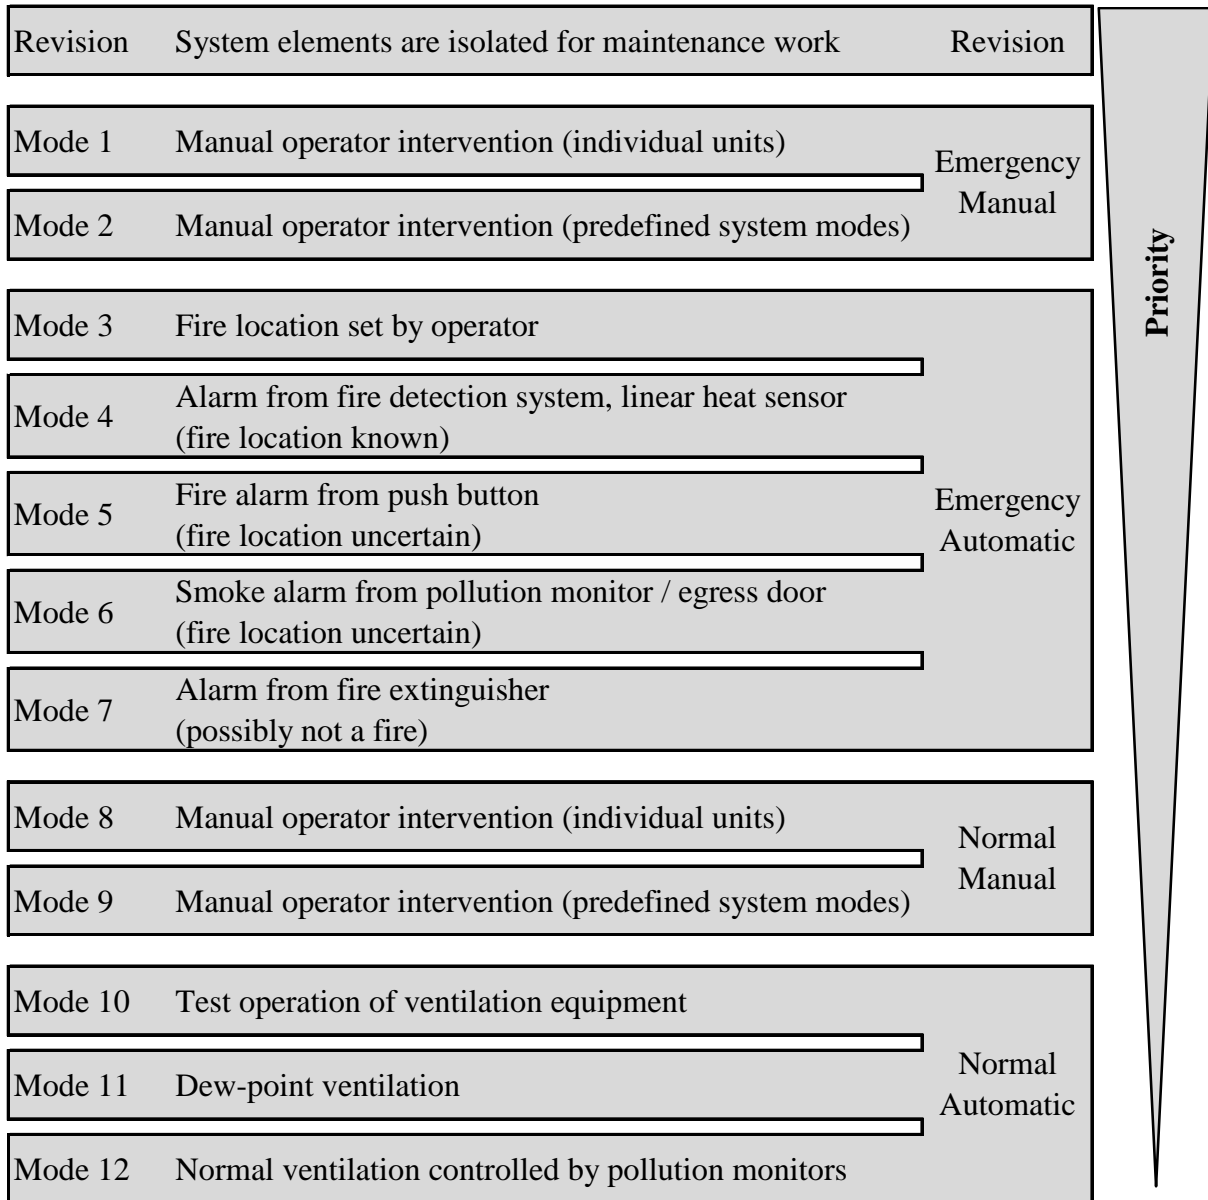 Revision System elements are isolated for maintenance work Revision
Mode 1 Manual operator intervention (individual units)
Mode 2 Manual operator intervention (predefined system modes)
Emergency
Manual
Mode 3 Fire location set by operator
Mode 4 Alarm from fire detection system, linear heat sensor
(fire location known)
Mode 5 Fire alarm from push button
(fire location uncertain)
Mode 6 Smoke alarm from pollution monitor / egress door
(fire location uncertain)
Mode 7 Alarm from fire extinguisher
(possibly not a fire)
Emergency
Automatic
Mode 8 Manual operator intervention (individual units)
Mode 9 Manual operator intervention (predefined system modes)
Normal
Manual
Mode 10 Test operation of ventilation equipment
Mode 11 Dew-point ventilation
Mode 12 Normal ventilation controlled by pollution monitors
Normal
Automatic
Priority